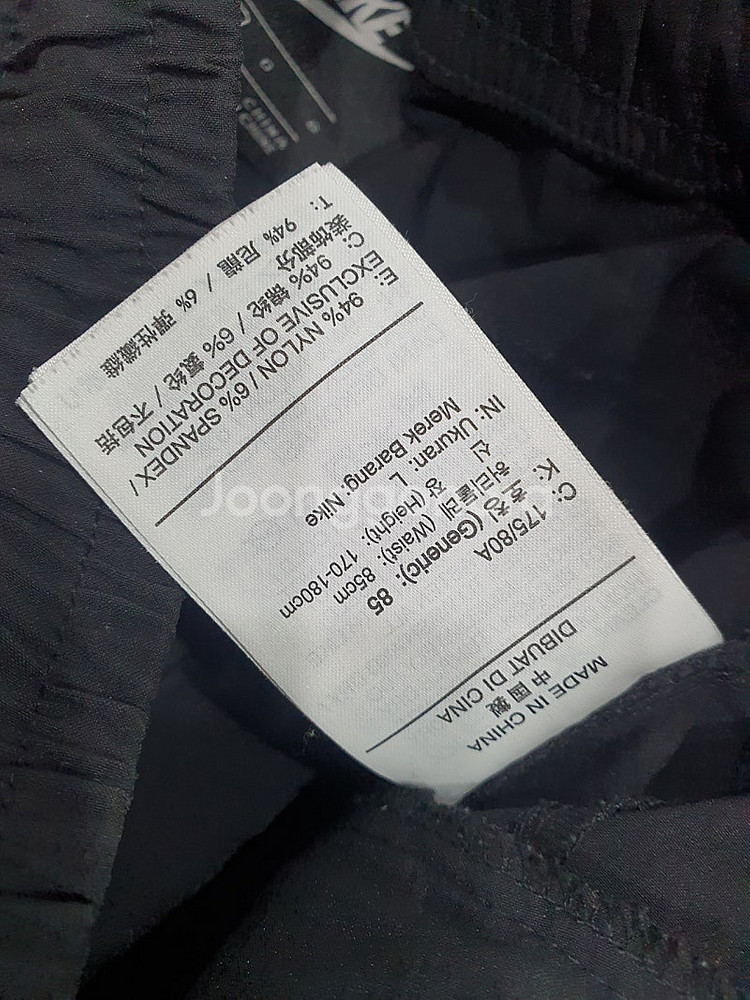 NIKE
MADE IN CHINA
中國製
DIBUAT DI CINA
C: 175/80A
K: 호칭 (Generic): 85
허리둘레 (Waist): 85cm
신 장 (Height): 170-180cm
IN: Ukuran: L
Merek Barang: Nike
E: 94% NYLON / 6% SPANDEX /
EXCLUSIVE OF DECORATION
C: 94% 锦纶 / 6% 氨纶 / 不包括
装饰部分
T: 94% 尼龍 / 6% 彈性纖維